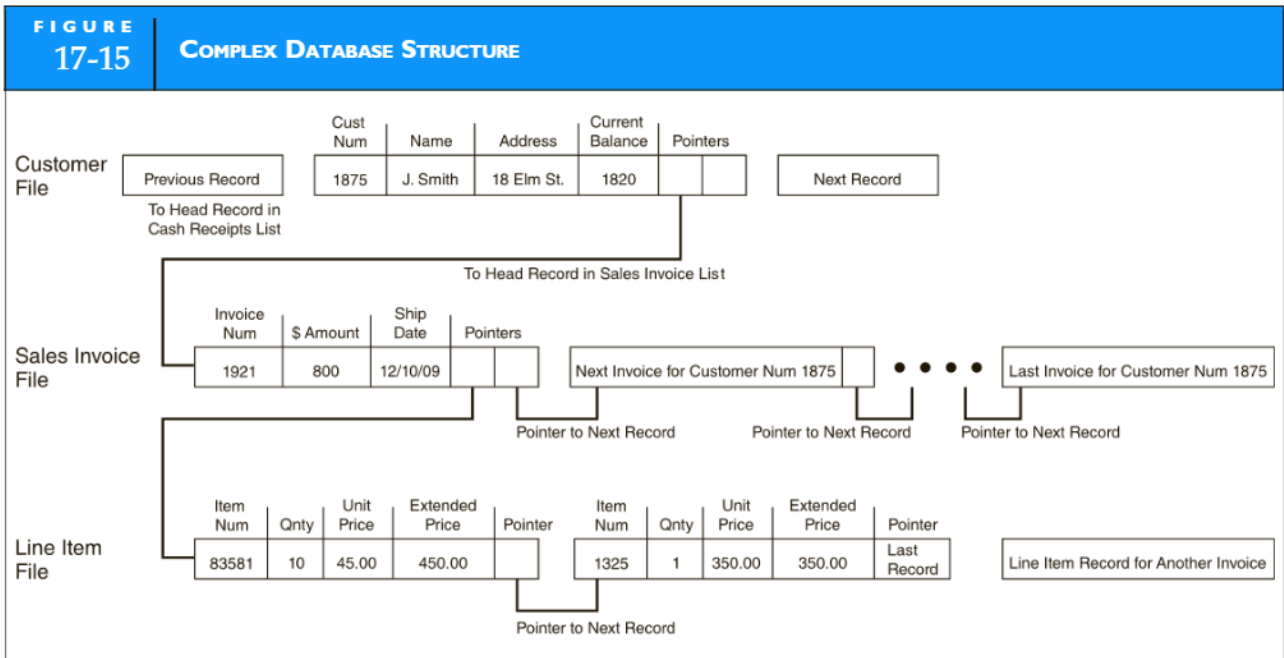 FIGURE
17-15
COMPLEX DATABASE STRUCTURE
Customer
File
Previous Record
To Head Record in
Cash Receipts List
Cust
Num
Name
Address
Current
Balance
Pointers
1875
J. Smith
18 Elm St.
1820
Next Record
To Head Record in Sales Invoice List
Sales Invoice
File
Invoice
Num
$ Amount
Ship
Date
Pointers
1921
800
12/10/09
Next Invoice for Customer Num 1875
Last Invoice for Customer Num 1875
Pointer to Next Record
Pointer to Next Record
Pointer to Next Record
Line Item
File
Item
Num
Qnty
Unit
Price
Extended
Price
Pointer
83581
10
45.00
450.00
Item
Num
Qnty
Unit
Price
Extended
Price
Pointer
1325
1
350.00
350.00
Last
Record
Line Item Record for Another Invoice
Pointer to Next Record